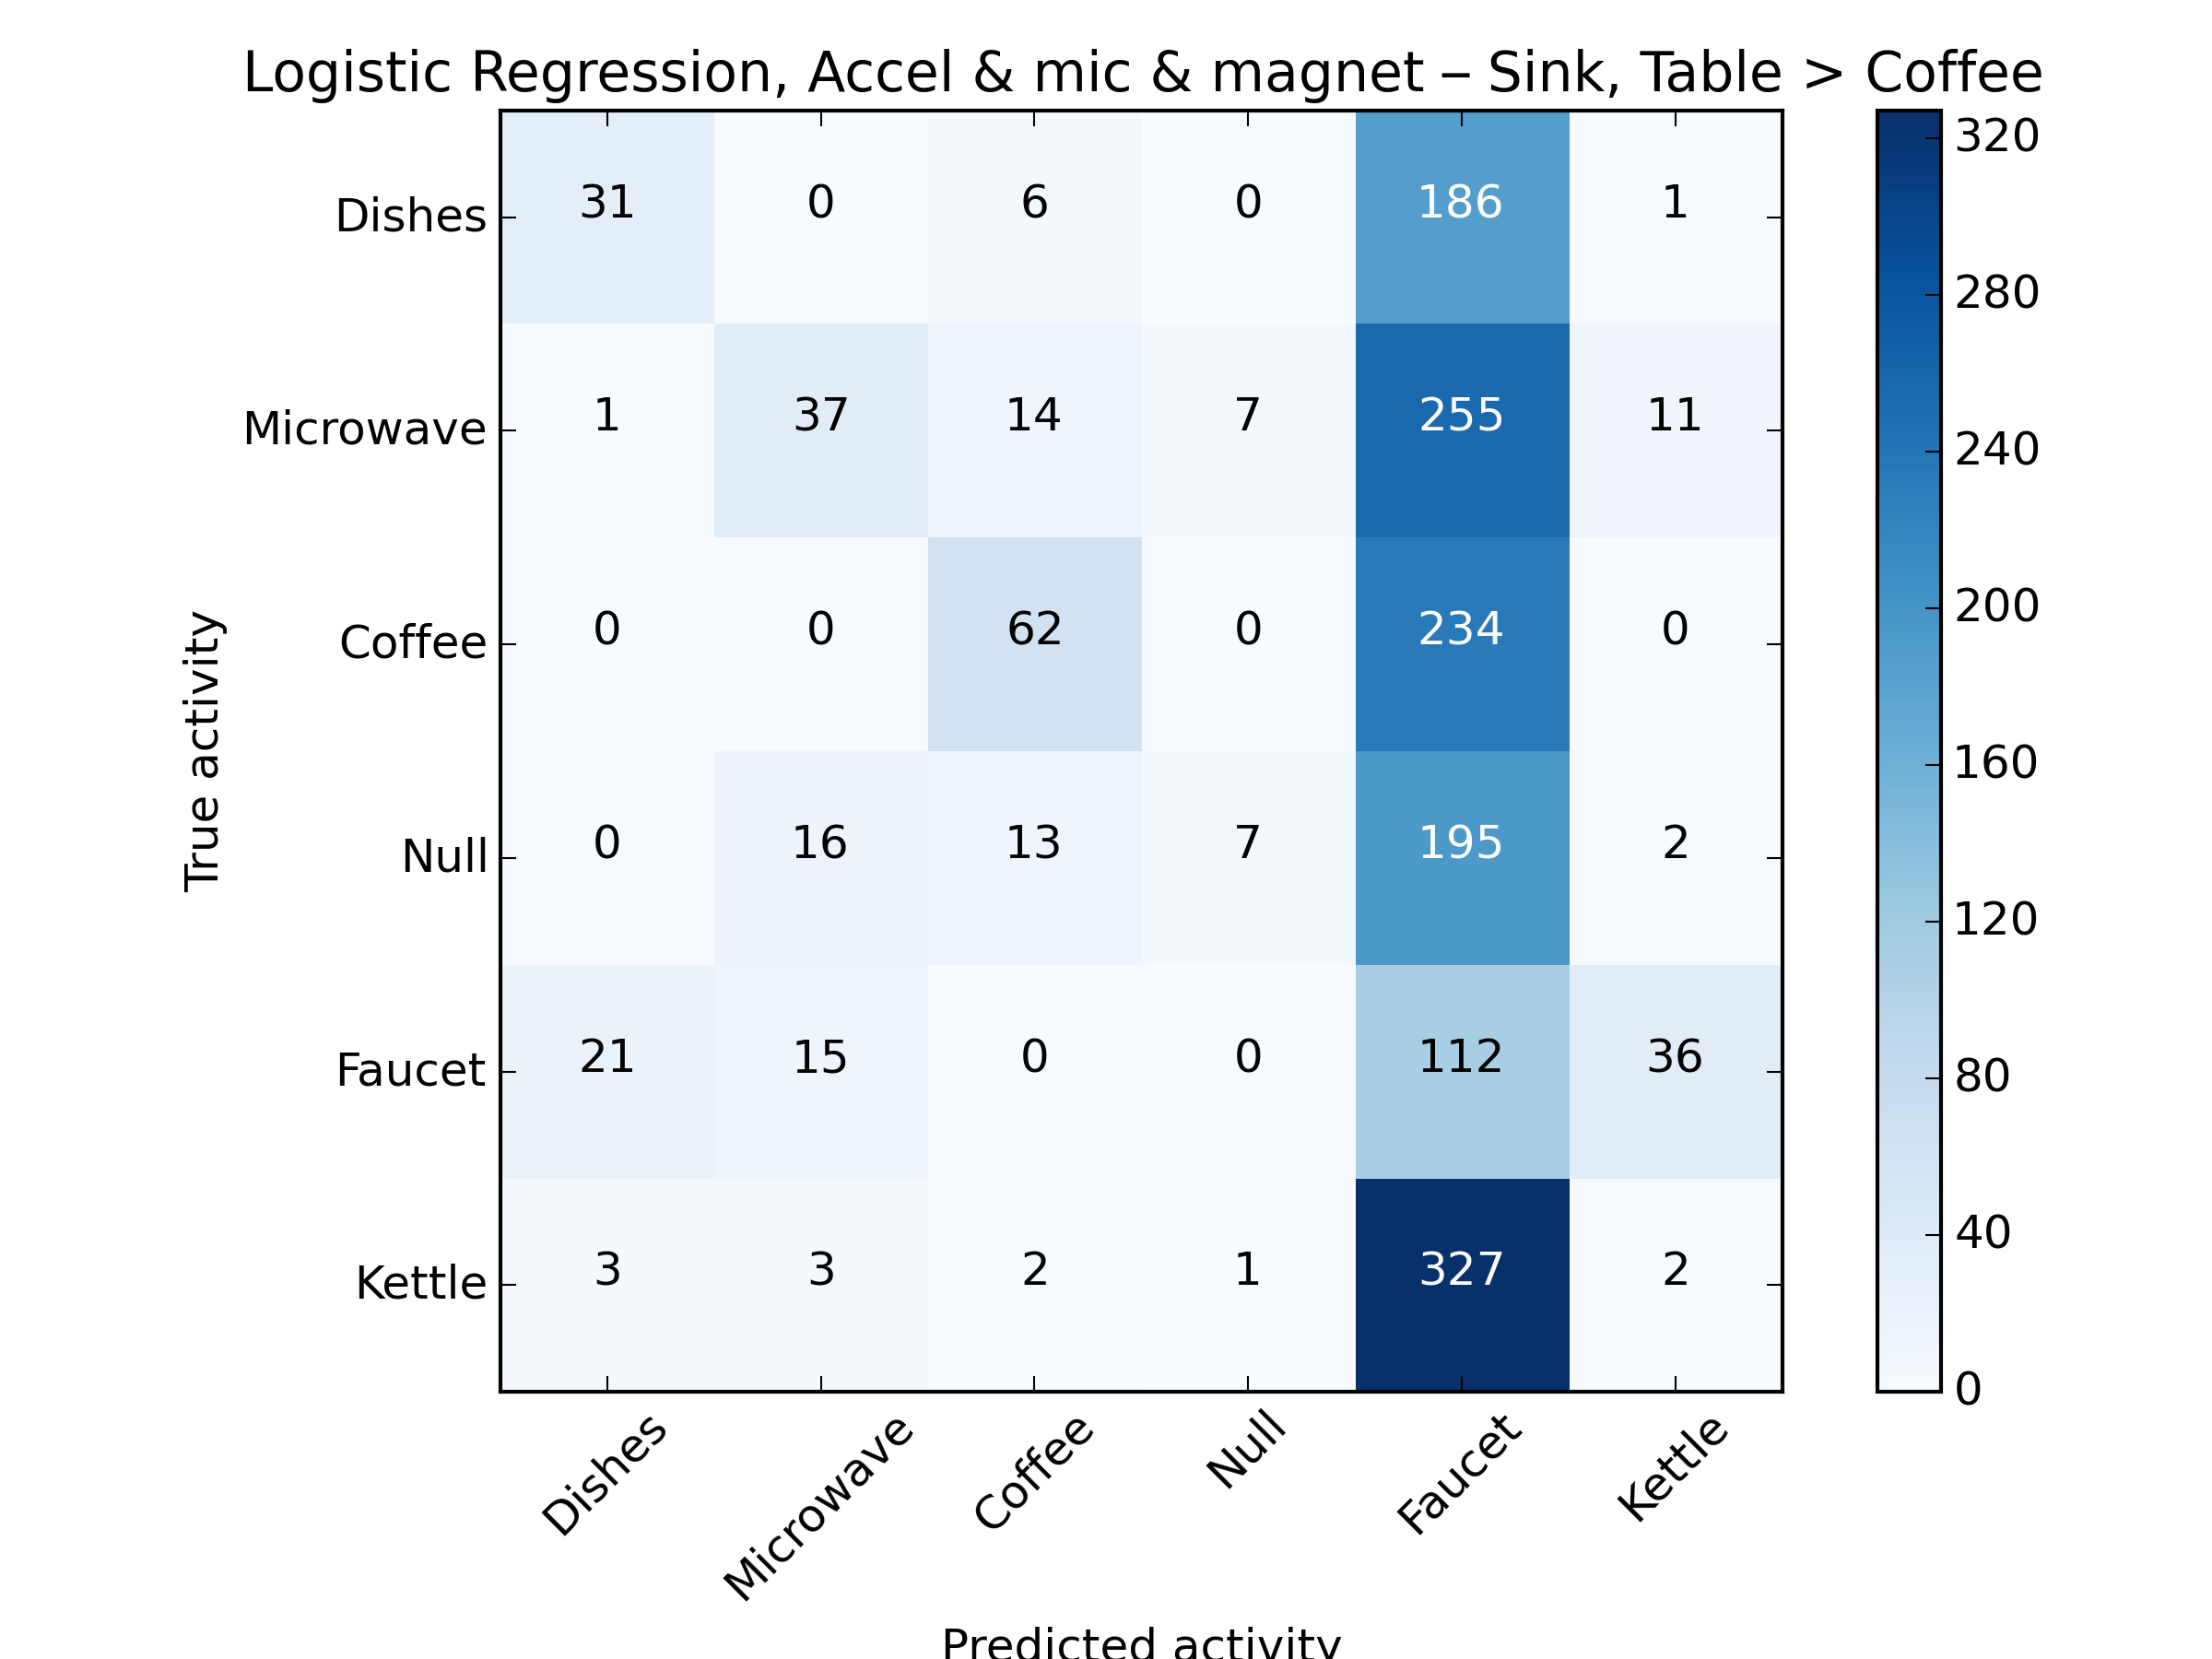 Logistic Regression, Accel & mic & magnet – Sink, Table > Coffee
Dishes 31 0 6 0 186 1
Microwave 1 37 14 7 255 11
Coffee 0 0 62 0 234 0
Null 0 16 13 7 195 2
Faucet 21 15 0 0 112 36
Kettle 3 3 2 1 327 2
True activity
Dishes Microwave Coffee Null Faucet Kettle
Predicted activity
320
280
240
200
160
120
80
40
0